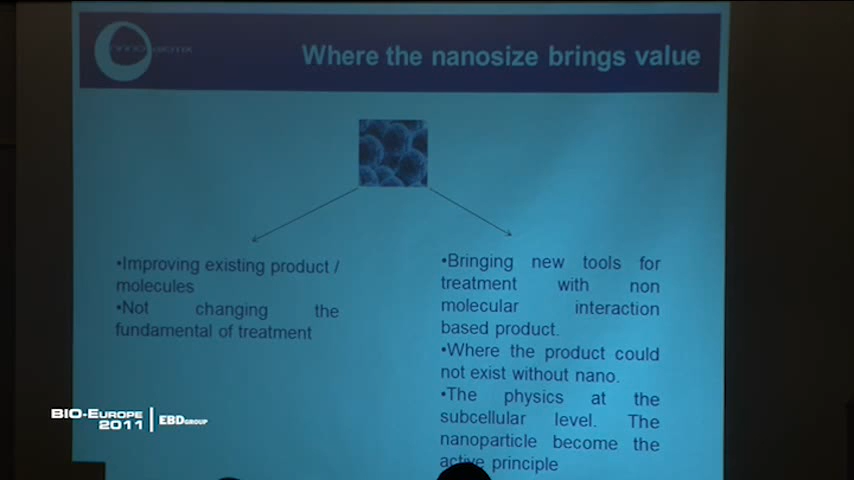 Where the nanosize brings value
•Improving existing product /
molecules
•Not changing the
fundamental of treatment
•Bringing new tools for
treatment with non
molecular interaction
based product.
•Where the product could
not exist without nano.
•The physics at the
subcellular level. The
nanoparticle become the
active principle
BIO-EUROPE
2011
EBDGROUP